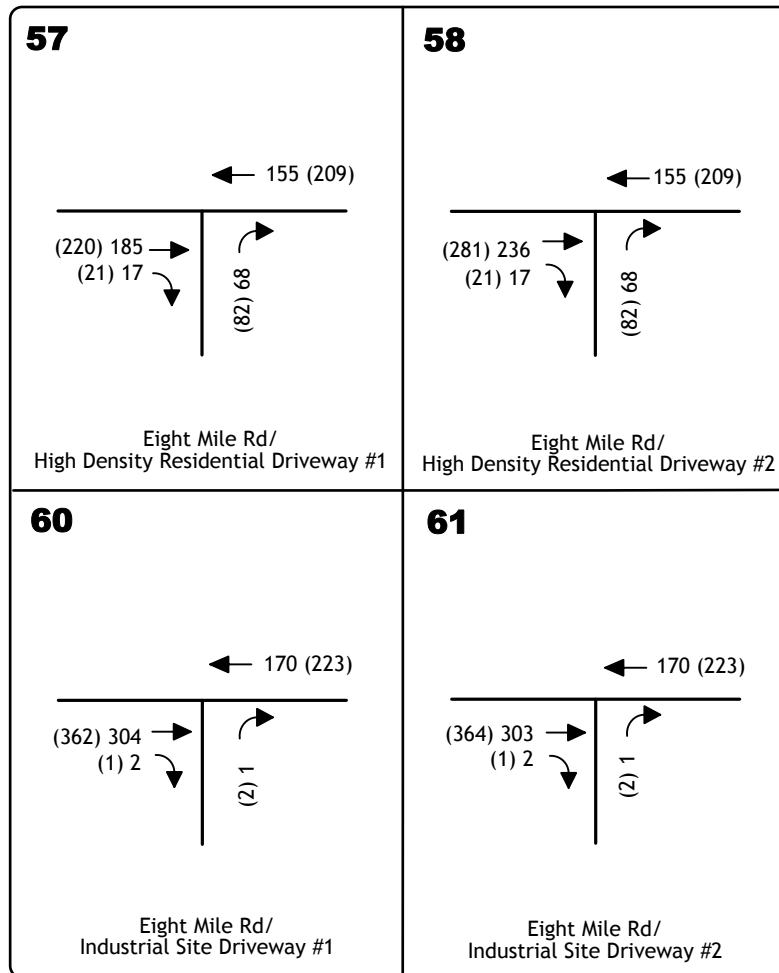 57
155 (209)
(220) 185
(21) 17
(82) 68
Eight Mile Rd/
High Density Residential Driveway #1
58
155 (209)
(281) 236
(21) 17
(82) 68
Eight Mile Rd/
High Density Residential Driveway #2
60
170 (223)
(362) 304
(1) 2
(2) 1
Eight Mile Rd/
Industrial Site Driveway #1
61
170 (223)
(364) 303
(1) 2
(2) 1
Eight Mile Rd/
Industrial Site Driveway #2